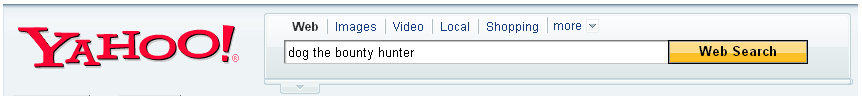 YAHOO!®
Web | Images | Video | Local | Shopping | more
dog the bounty hunter
Web Search